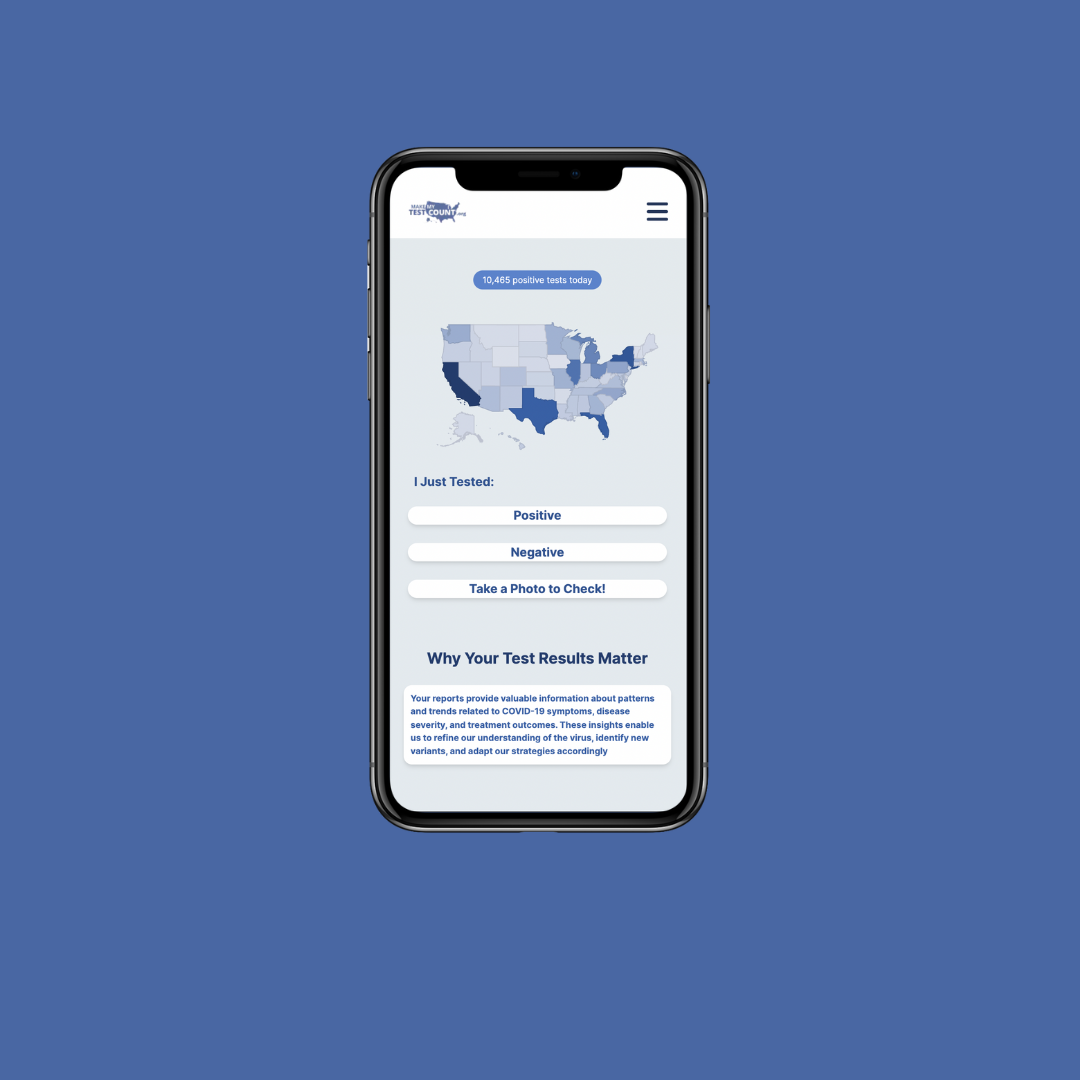 MAKE MY
TEST COUNT.org
10,465 positive tests today
I Just Tested:
Positive
Negative
Take a Photo to Check!
Why Your Test Results Matter
Your reports provide valuable information about patterns
and trends related to COVID-19 symptoms, disease
severity, and treatment outcomes. These insights enable
us to refine our understanding of the virus, identify new
variants, and adapt our strategies accordingly